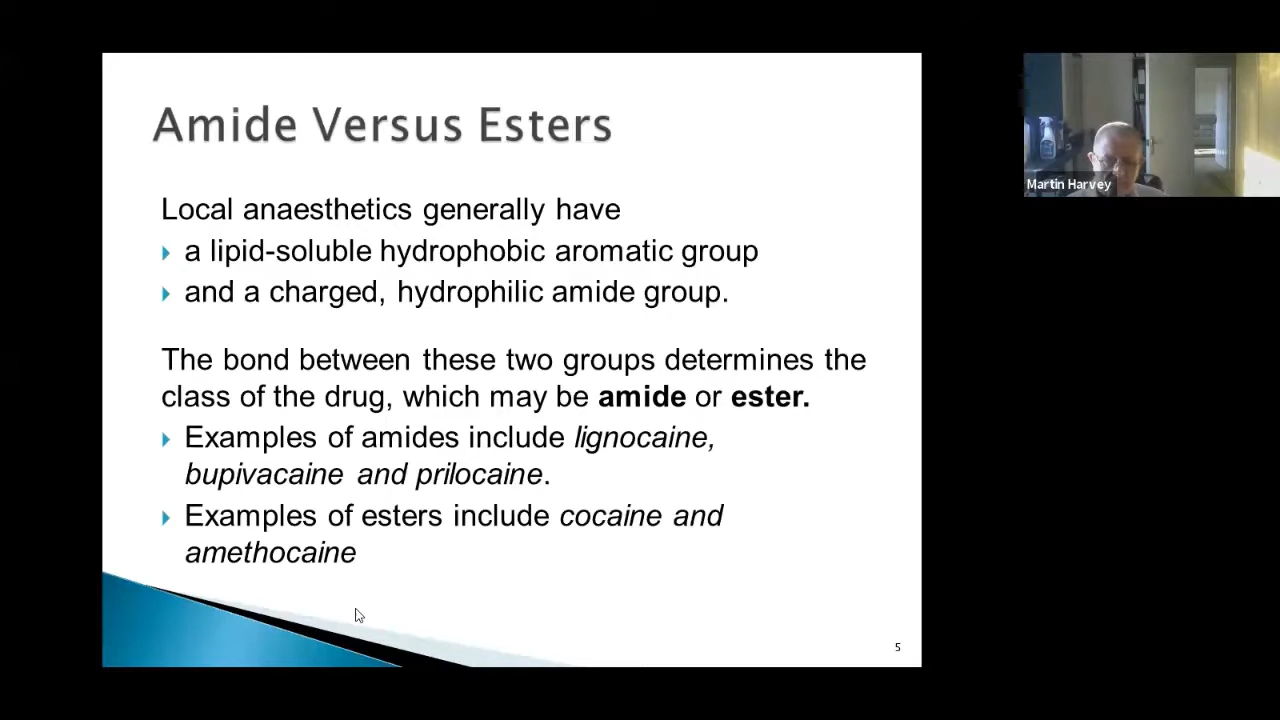 Amide Versus Esters
Local anaesthetics generally have
a lipid-soluble hydrophobic aromatic group
and a charged, hydrophilic amide group.
The bond between these two groups determines the
class of the drug, which may be amide or ester.
Examples of amides include lignocaine,
bupivacaine and prilocaine.
Examples of esters include cocaine and
amethocaine
5
Martin Harvey